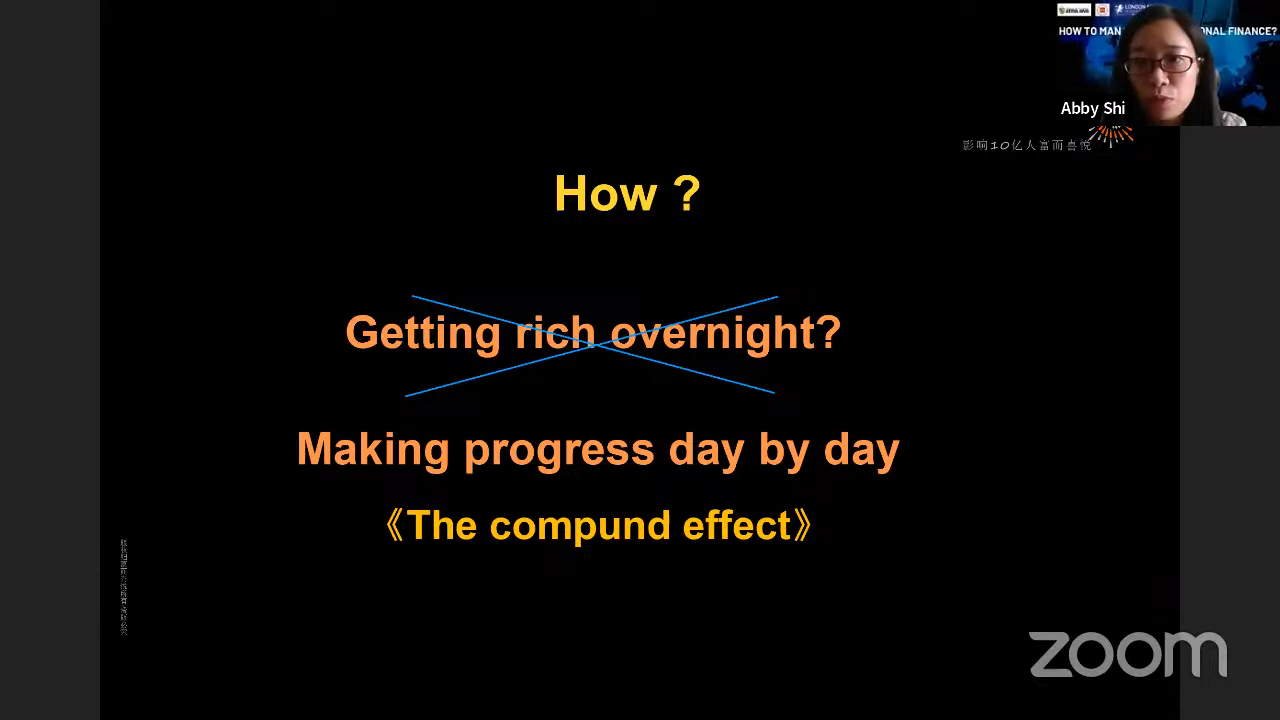 LONDON
HOW TO MAN
ONAL FINANCE?
Abby Shi
影响10亿人富而喜悦
How ?
Getting rich overnight?
Making progress day by day
《The compund effect》
zoom